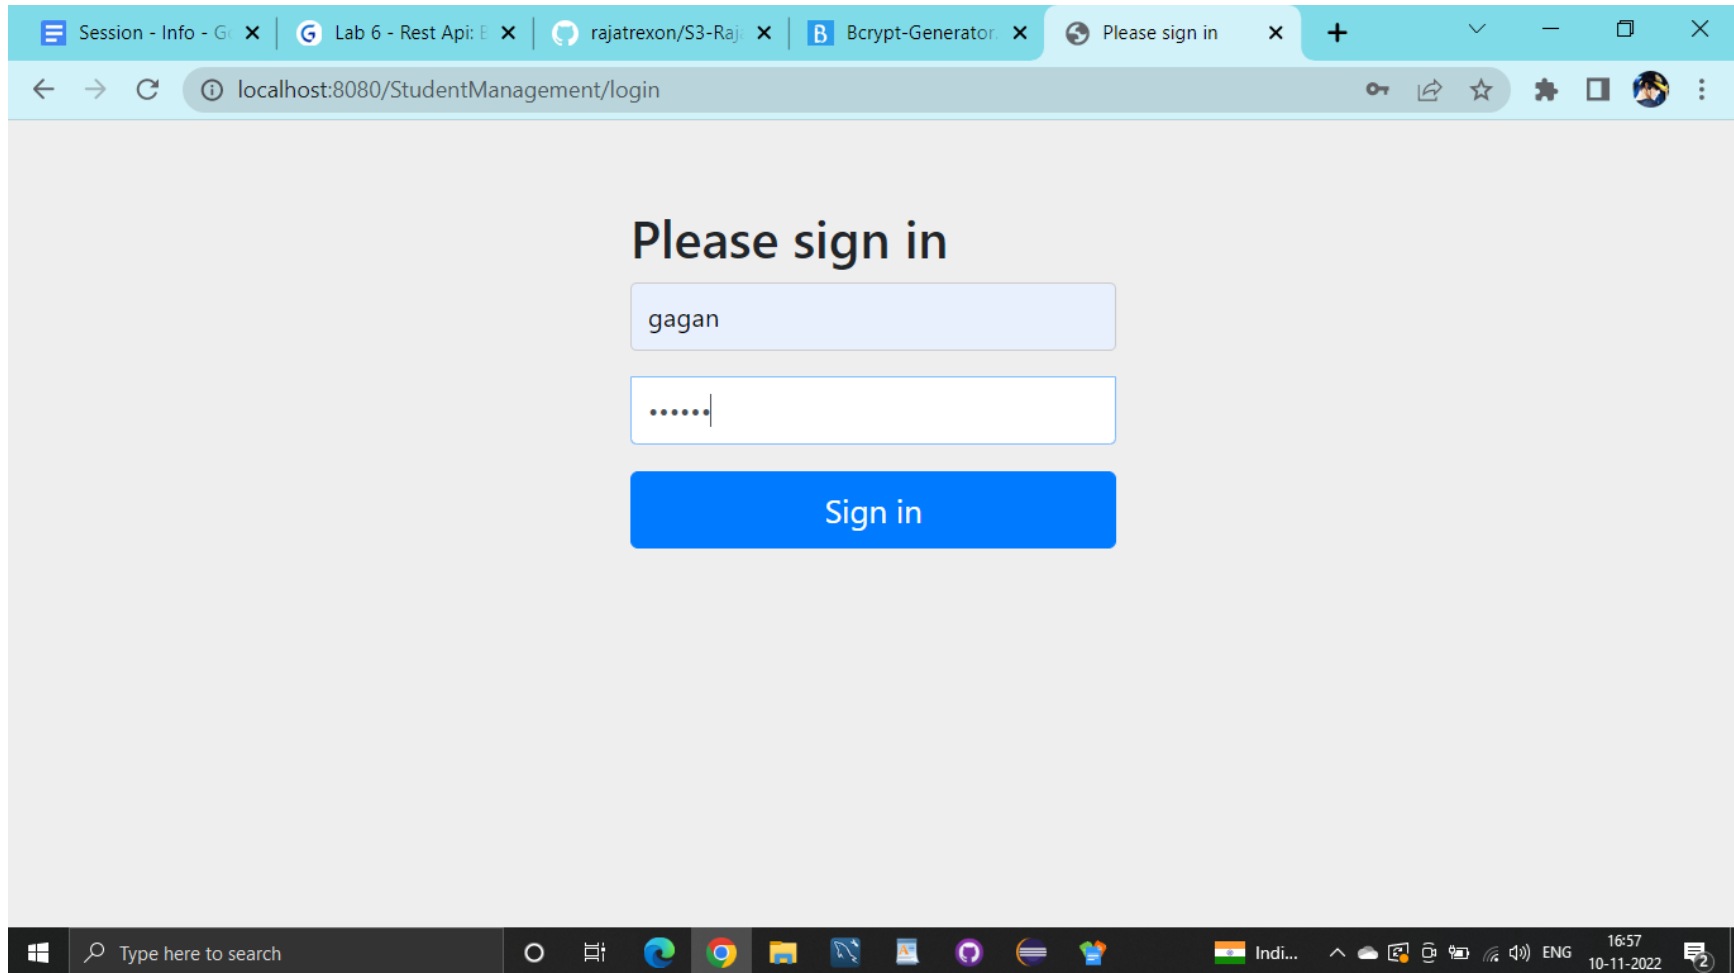 Session - Info - G
Lab 6 - Rest Api:
rajatrexon/S3-Raj
B Bcrypt-Generator.
Please sign in
localhost:8080/StudentManagement/login
Please sign in
gagan
••••••
Sign in
Type here to search
Indi...
ENG
16:57
10-11-2022
2